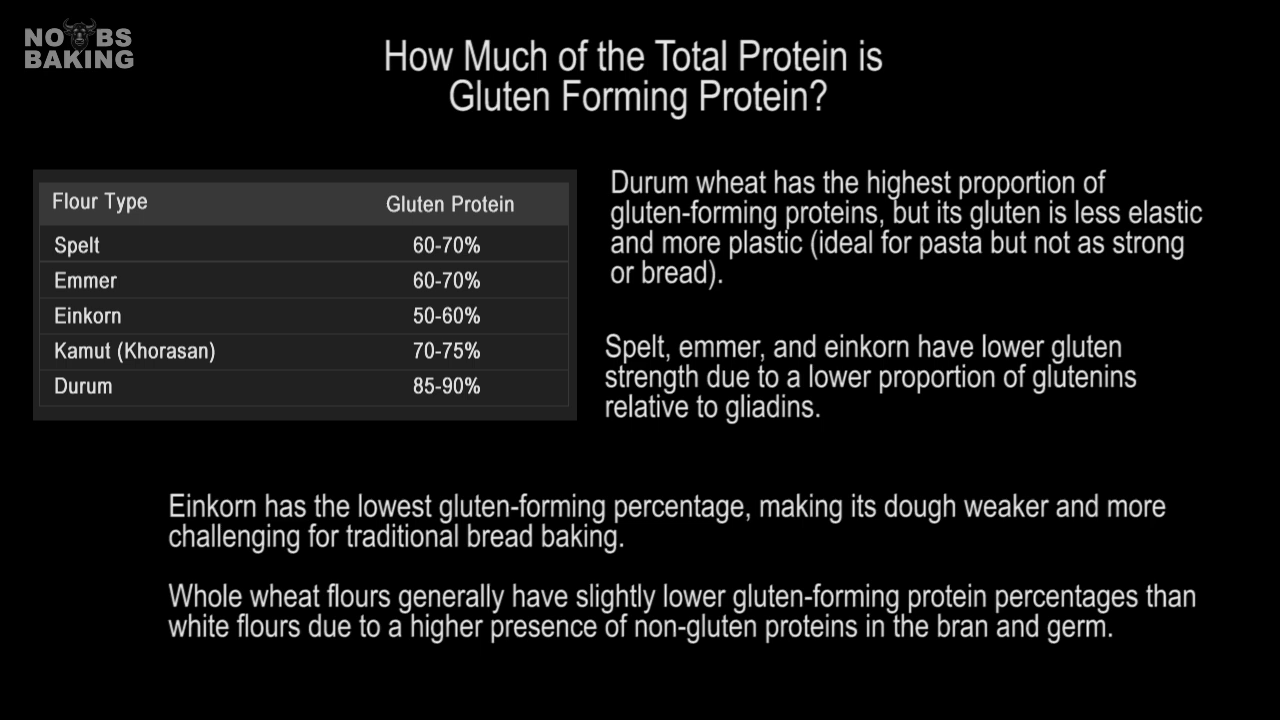 NO BS
BAKING
How Much of the Total Protein is
Gluten Forming Protein?
Flour Type Gluten Protein
Spelt 60-70%
Emmer 60-70%
Einkorn 50-60%
Kamut (Khorasan) 70-75%
Durum 85-90%
Durum wheat has the highest proportion of
gluten-forming proteins, but its gluten is less elastic
and more plastic (ideal for pasta but not as strong
or bread).
Spelt, emmer, and einkorn have lower gluten
strength due to a lower proportion of glutenins
relative to gliadins.
Einkorn has the lowest gluten-forming percentage, making its dough weaker and more
challenging for traditional bread baking.
Whole wheat flours generally have slightly lower gluten-forming protein percentages than
white flours due to a higher presence of non-gluten proteins in the bran and germ.